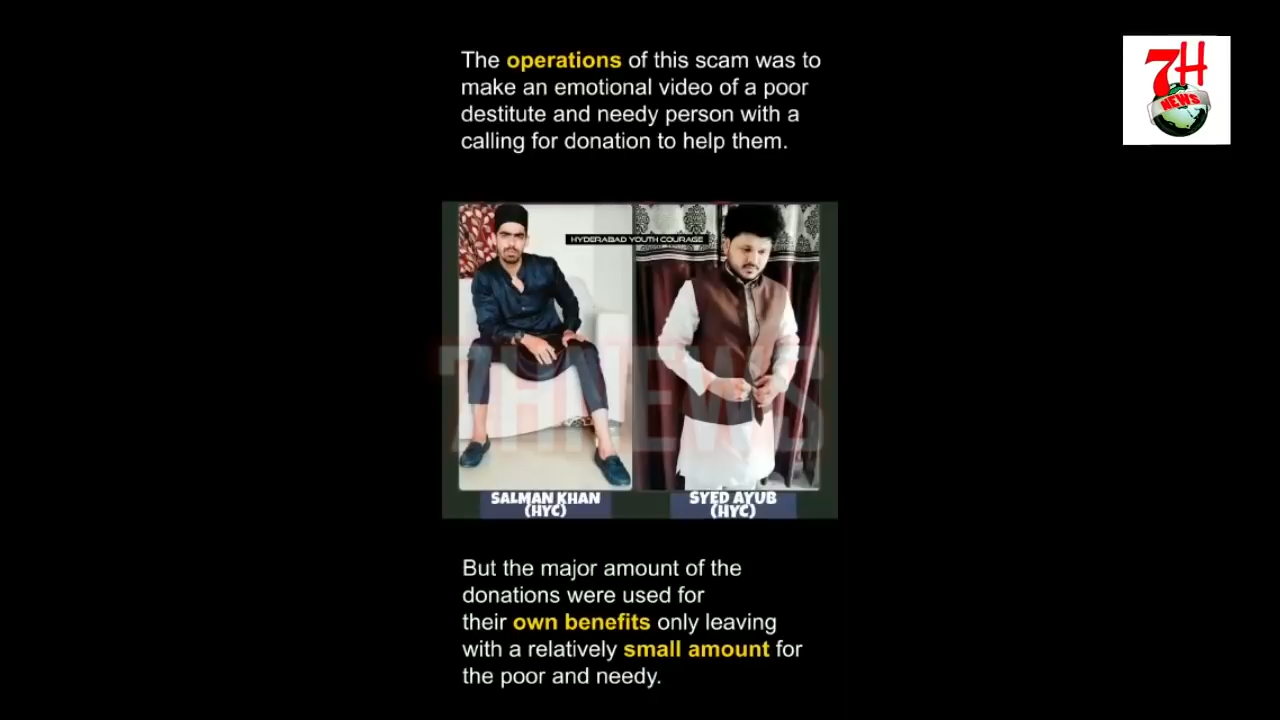 The operations of this scam was to
make an emotional video of a poor
destitute and needy person with a
calling for donation to help them.
7H
NEWS
HYDERABAD YOUTH COURAGE
7HNEWS
SALMAN KHAN
(HYC)
SYED AYUB
(HYC)
But the major amount of the
donations were used for
their own benefits only leaving
with a relatively small amount for
the poor and needy.